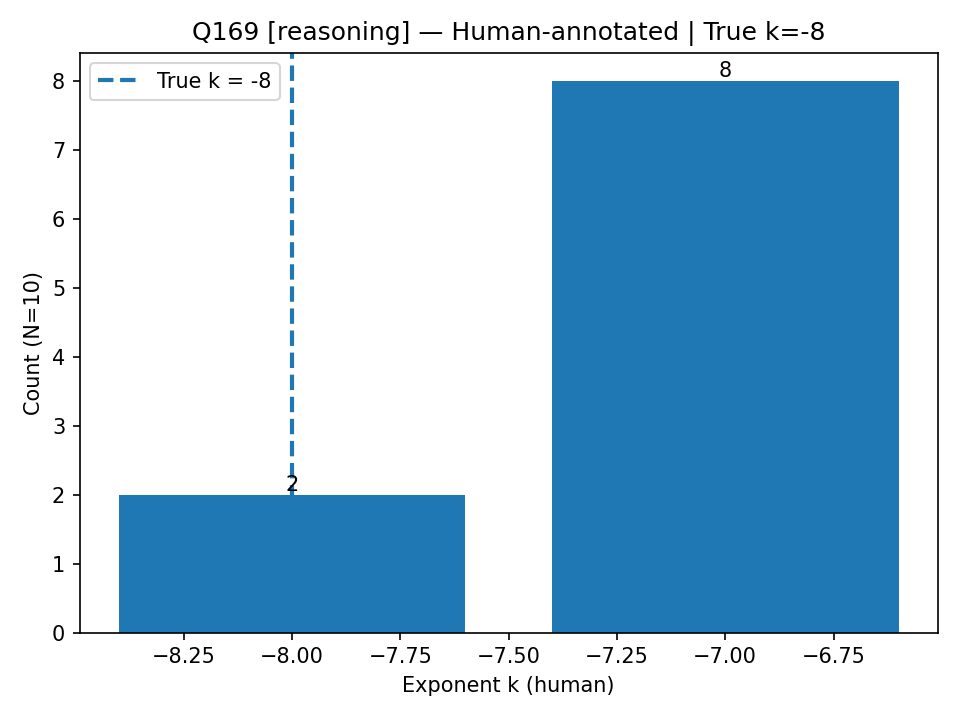 Q169 [reasoning] — Human-annotated | True k=-8
True k = -8
8
2
Count (N=10)
8
7
6
5
4
3
2
1
0
−8.25 −8.00 −7.75 −7.50 −7.25 −7.00 −6.75
Exponent k (human)